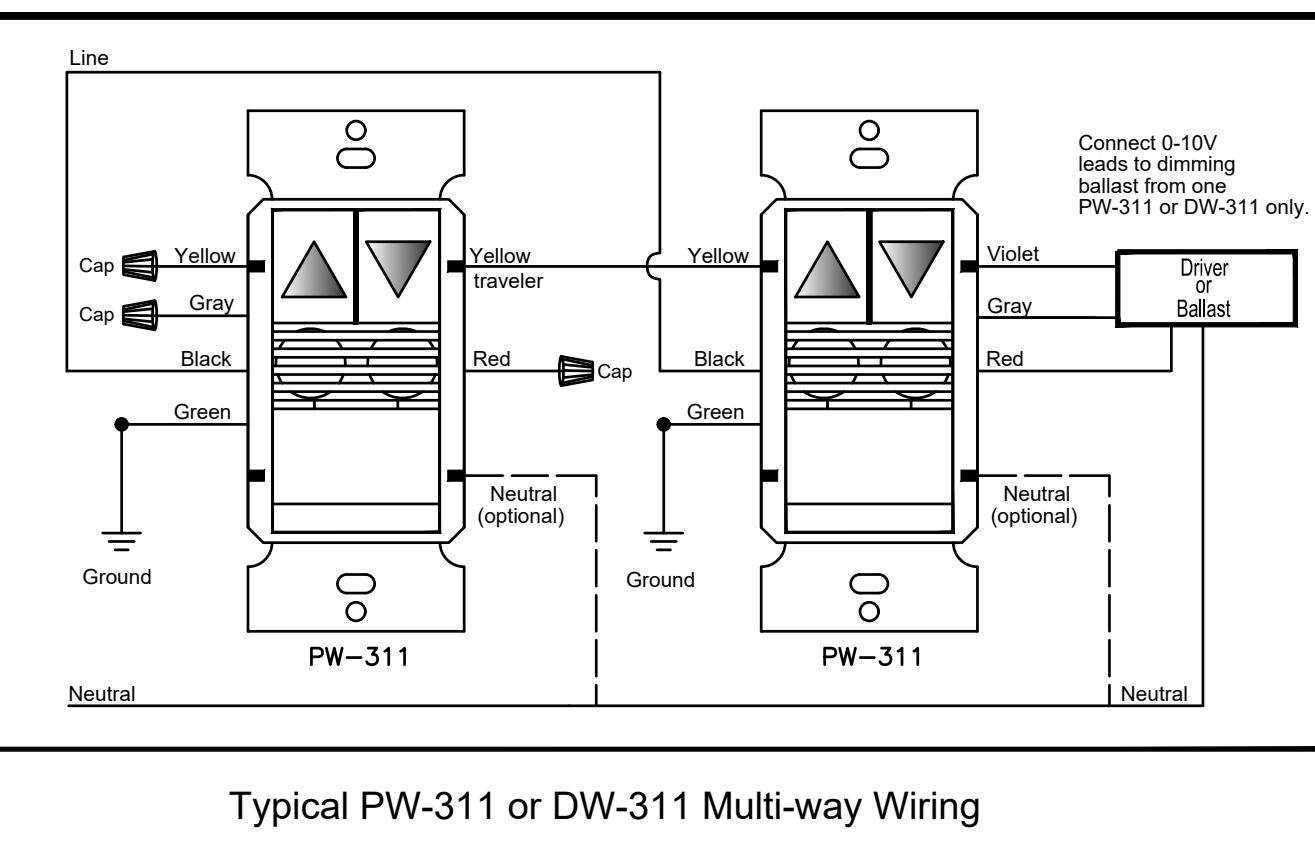 Line
Connect 0-10V
leads to dimming
ballast from one
PW-311 or DW-311 only.
Cap
Yellow
Yellow
traveler
Yellow
Violet
Driver
or
Ballast
Cap
Gray
Gray
Black
Red
Cap
Black
Red
Green
Green
Neutral
(optional)
Neutral
(optional)
Ground
Ground
PW-311
PW-311
Neutral
Neutral
Typical PW-311 or DW-311 Multi-way Wiring